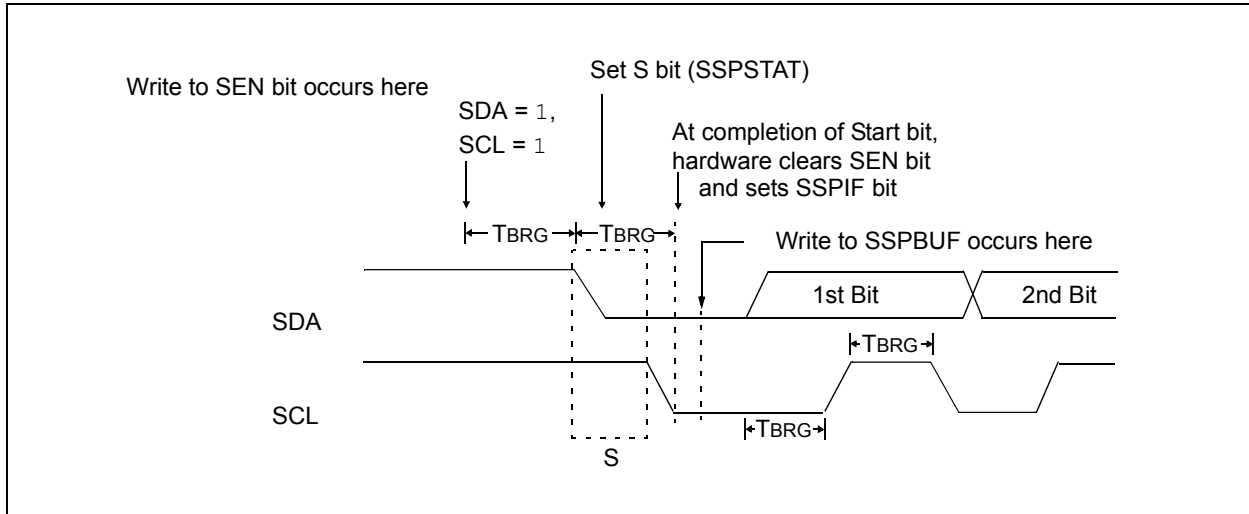 Write to SEN bit occurs here
Set S bit (SSPSTAT)
SDA = 1,
SCL = 1
At completion of Start bit,
hardware clears SEN bit
and sets SSPIF bit
TBRG
TBRG
Write to SSPBUF occurs here
SDA
1st Bit
2nd Bit
TBRG
SCL
TBRG
S